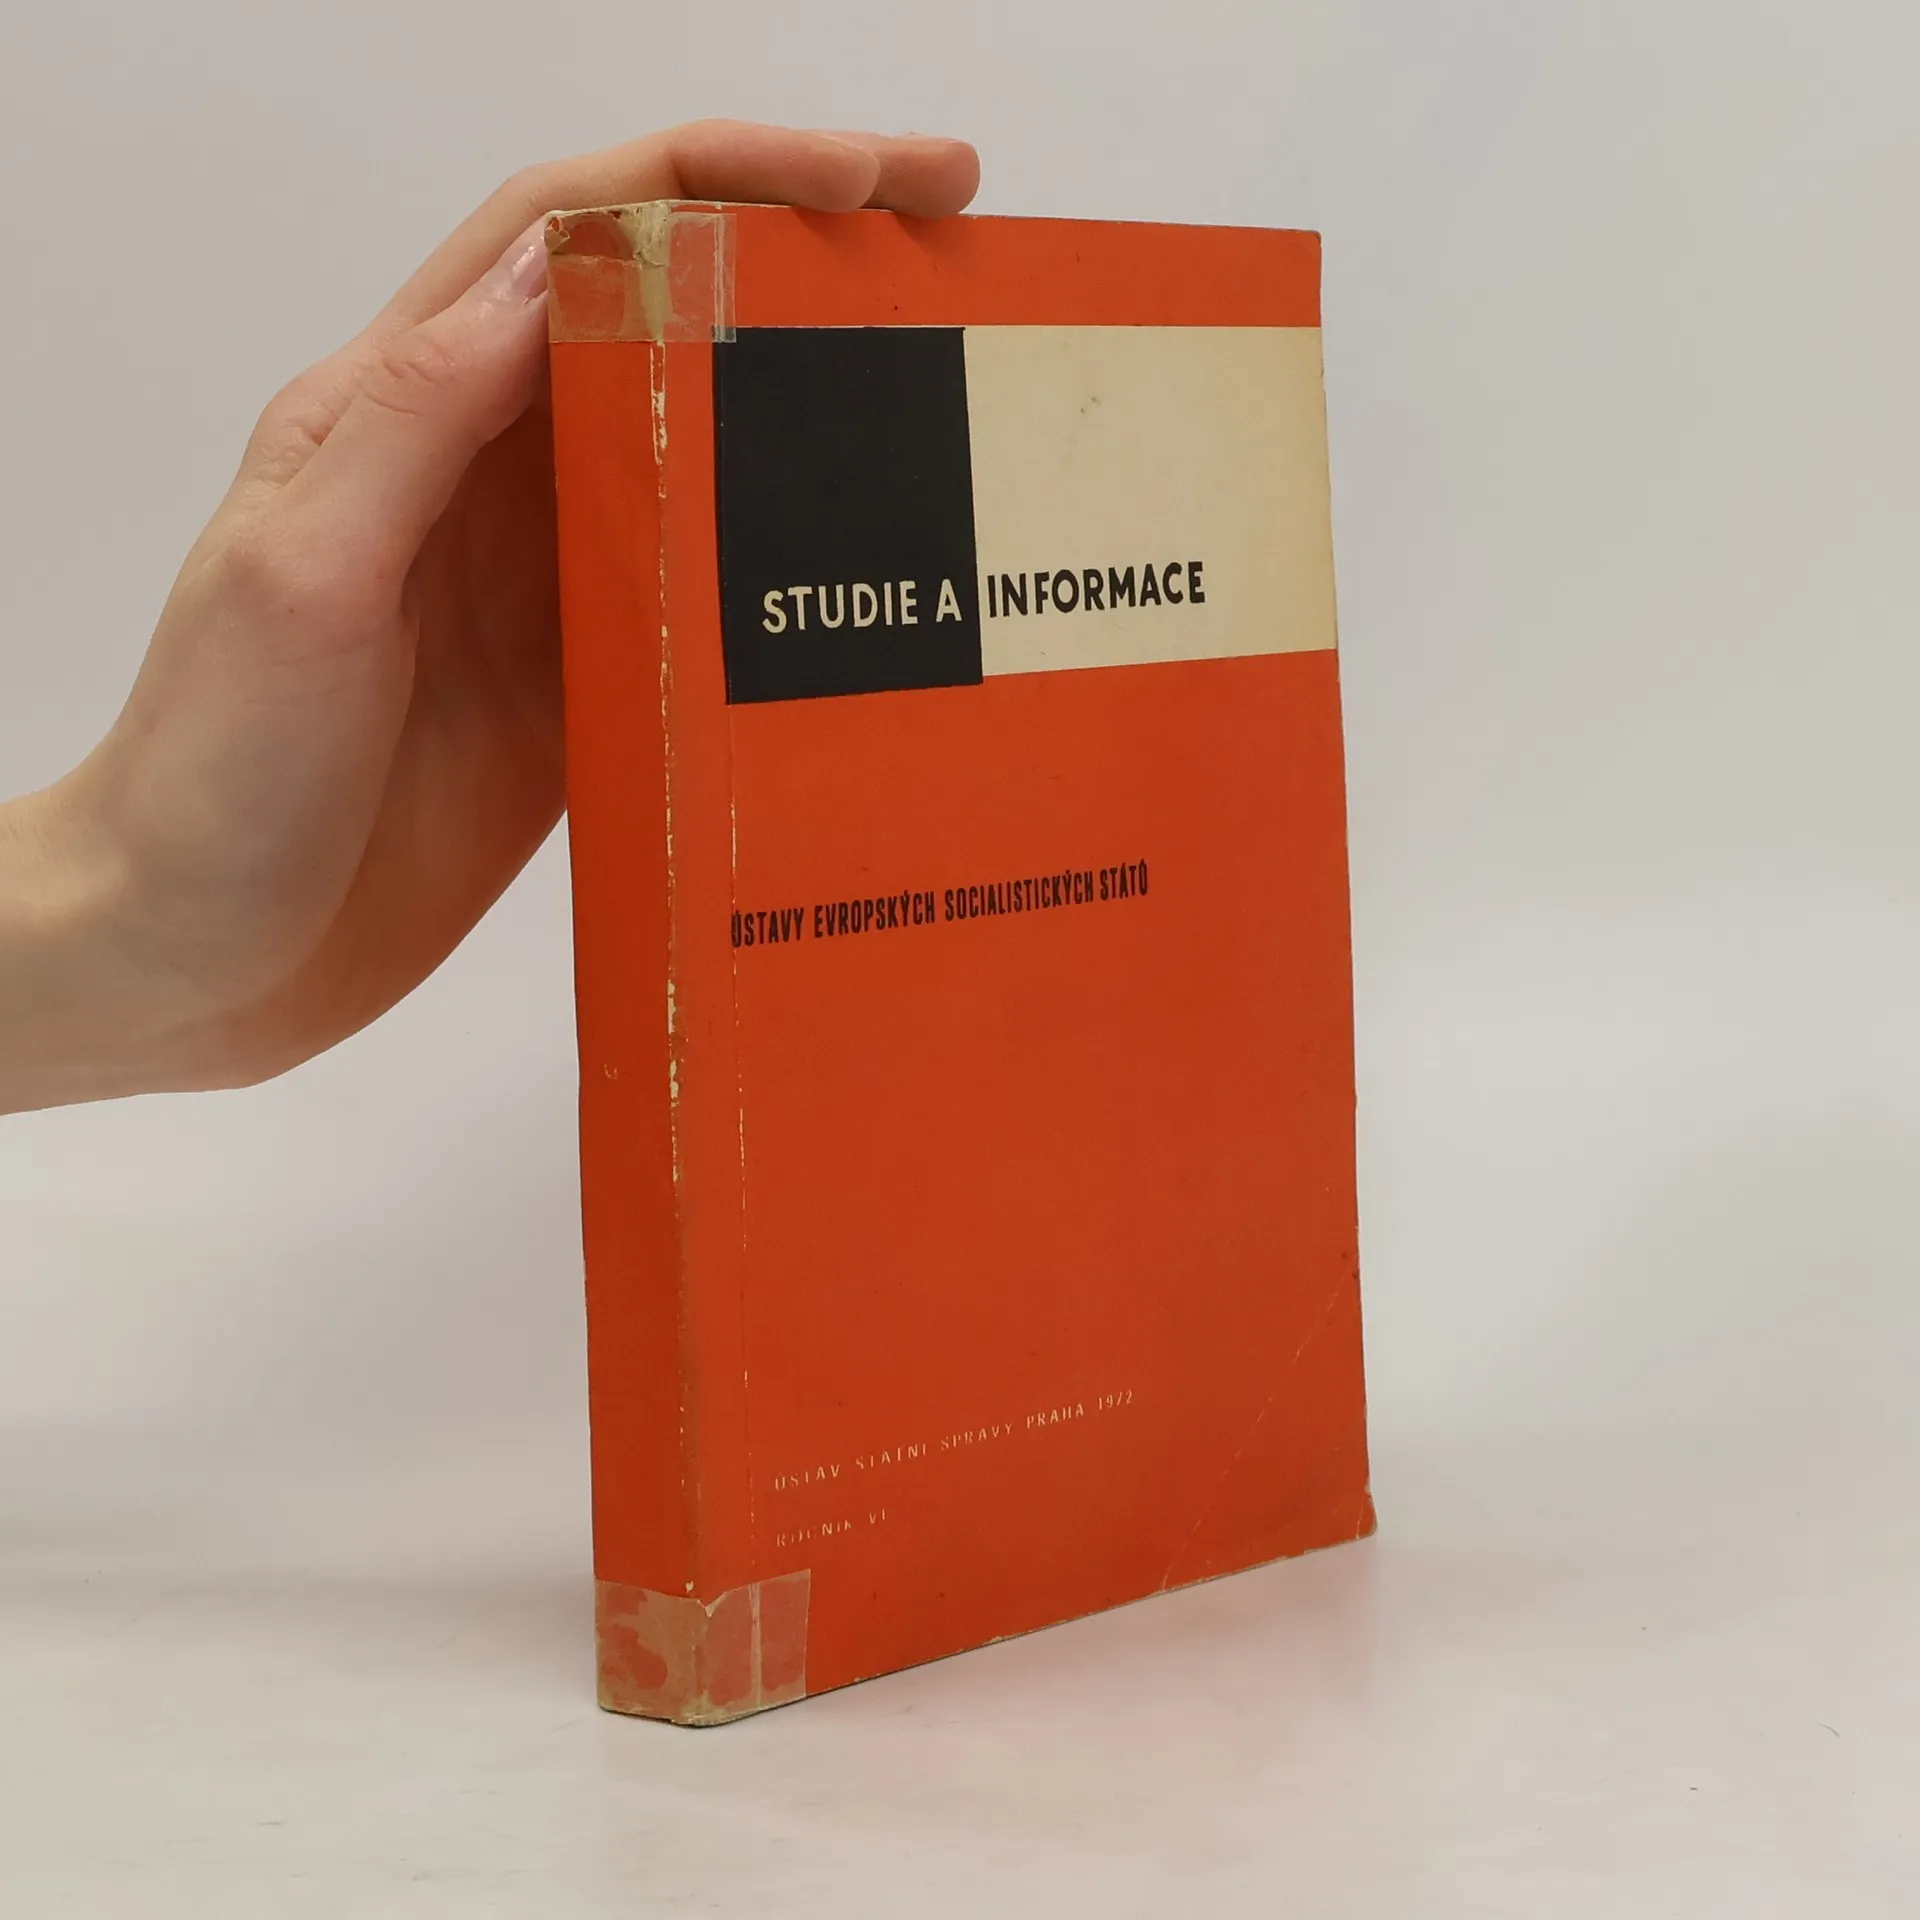 STUDIE A INFORMACE
ÚSTAVY EVROPSKÝCH SOCIALISTICKÝCH STÁTŮ
ÚSTAV STÁTNÍ SPRÁVY PRAHA 1972
ROČNÍK VI